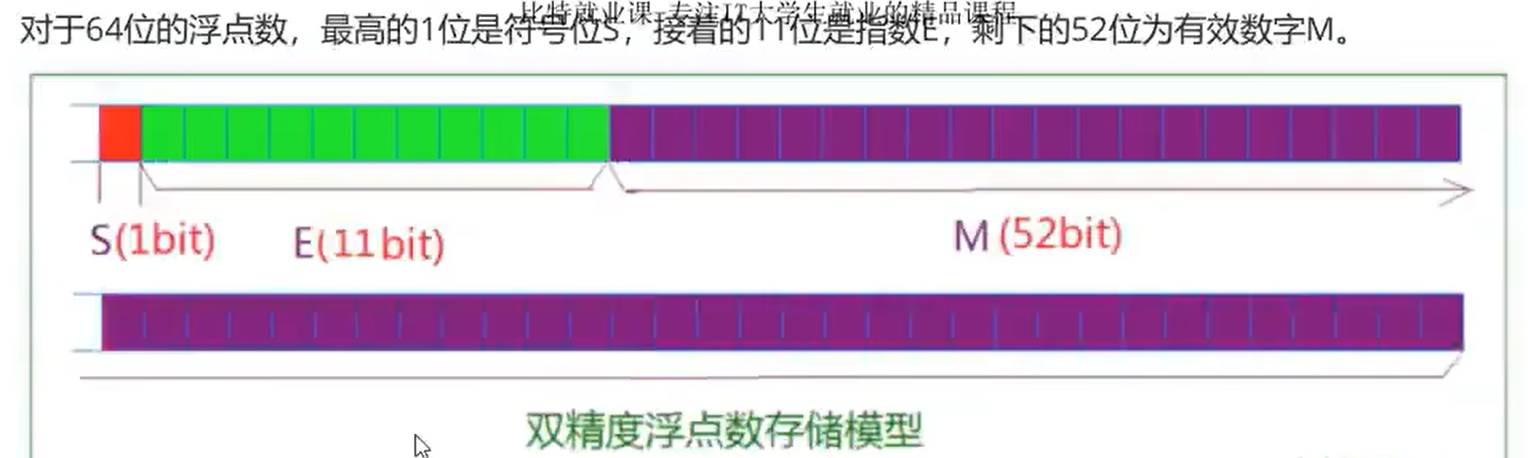 比特就业课-专注IT大学生就业的精品课程
对于64位的浮点数，最高的1位是符号位S，接着的11位是指数E，剩下的52位为有效数字M。
S(1bit) E(11bit) M(52bit)
双精度浮点数存储模型